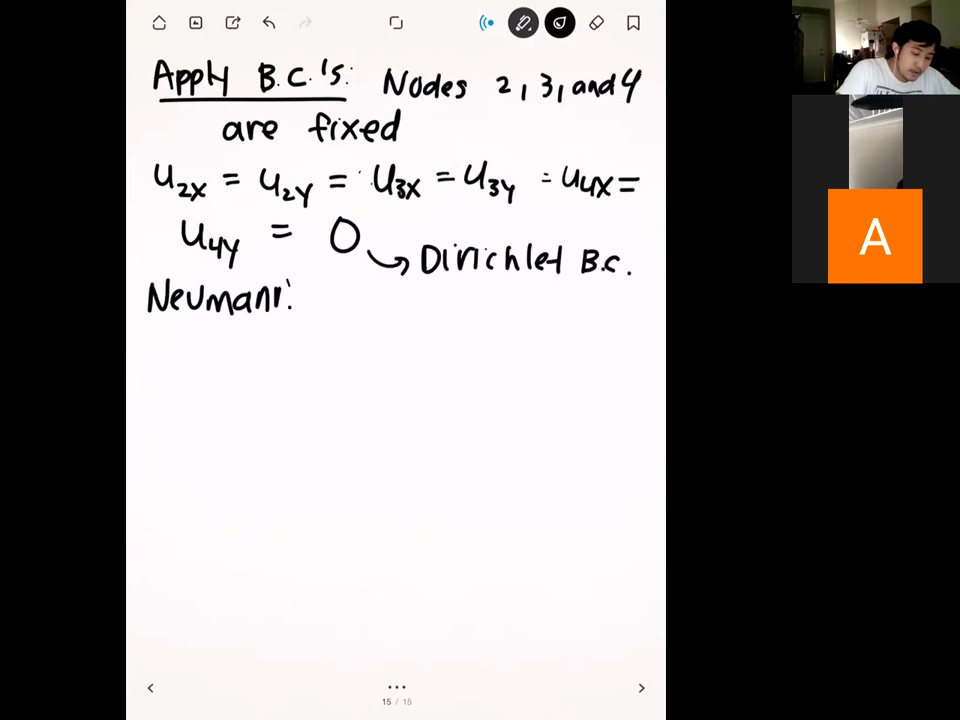 Apply B.C.'s: Nodes 2, 3, and 4
are fixed
u2x = u2y = u3x = u3y = u4x =
u4y = 0
Dirichlet B.C.
Neumann:
A
15 / 15